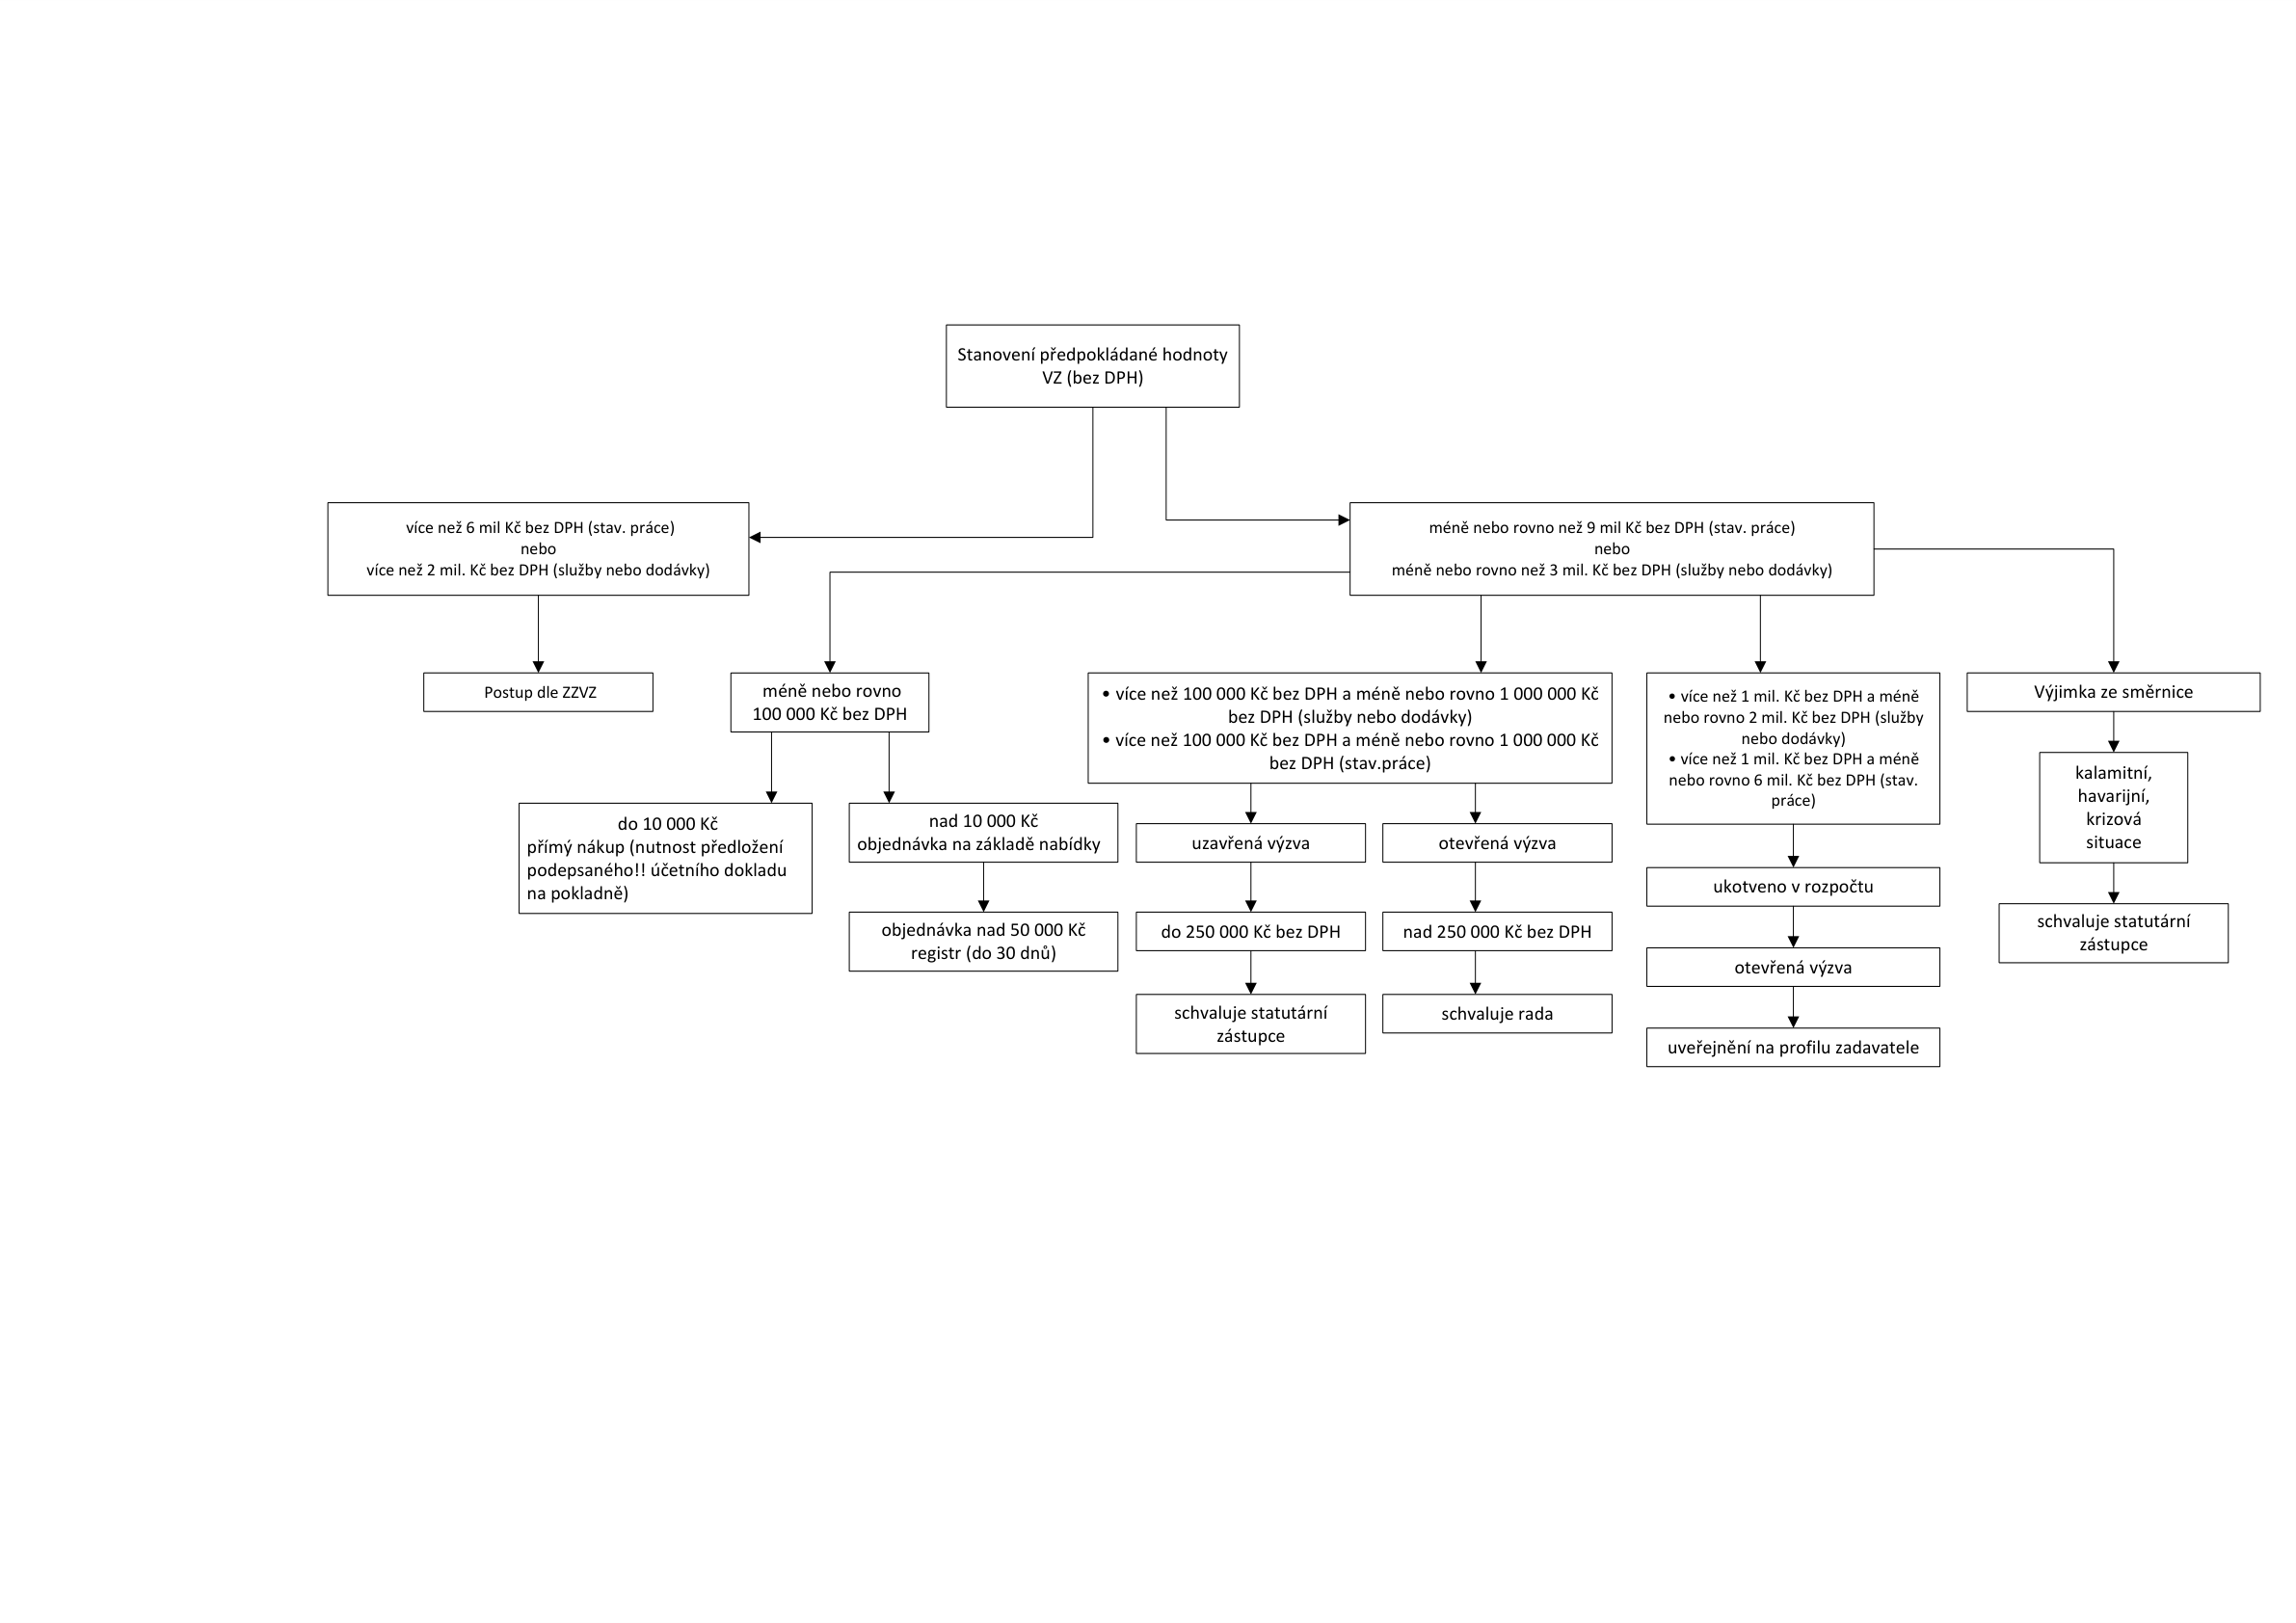 Stanovení předpokládané hodnoty
VZ (bez DPH)
více než 6 mil Kč bez DPH (stav. práce)
nebo
více než 2 mil. Kč bez DPH (služby nebo dodávky)
méně nebo rovno než 9 mil Kč bez DPH (stav. práce)
nebo
méně nebo rovno než 3 mil. Kč bez DPH (služby nebo dodávky)
Postup dle ZZVZ
méně nebo rovno
100 000 Kč bez DPH
• více než 100 000 Kč bez DPH a méně nebo rovno 1 000 000 Kč
bez DPH (služby nebo dodávky)
• více než 100 000 Kč bez DPH a méně nebo rovno 1 000 000 Kč
bez DPH (stav.práce)
• více než 1 mil. Kč bez DPH a méně
nebo rovno 2 mil. Kč bez DPH (služby
nebo dodávky)
• více než 1 mil. Kč bez DPH a méně
nebo rovno 6 mil. Kč bez DPH (stav.
práce)
Výjimka ze směrnice
do 10 000 Kč
přímý nákup (nutnost předložení
podepsaného!! účetního dokladu
na pokladně)
nad 10 000 Kč
objednávka na základě nabídky
objednávka nad 50 000 Kč
registr (do 30 dnů)
uzavřená výzva
do 250 000 Kč bez DPH
schvaluje statutární
zástupce
otevřená výzva
nad 250 000 Kč bez DPH
schvaluje rada
ukotveno v rozpočtu
otevřená výzva
uveřejnění na profilu zadavatele
kalamitní,
havarijní,
krizová
situace
schvaluje statutární
zástupce